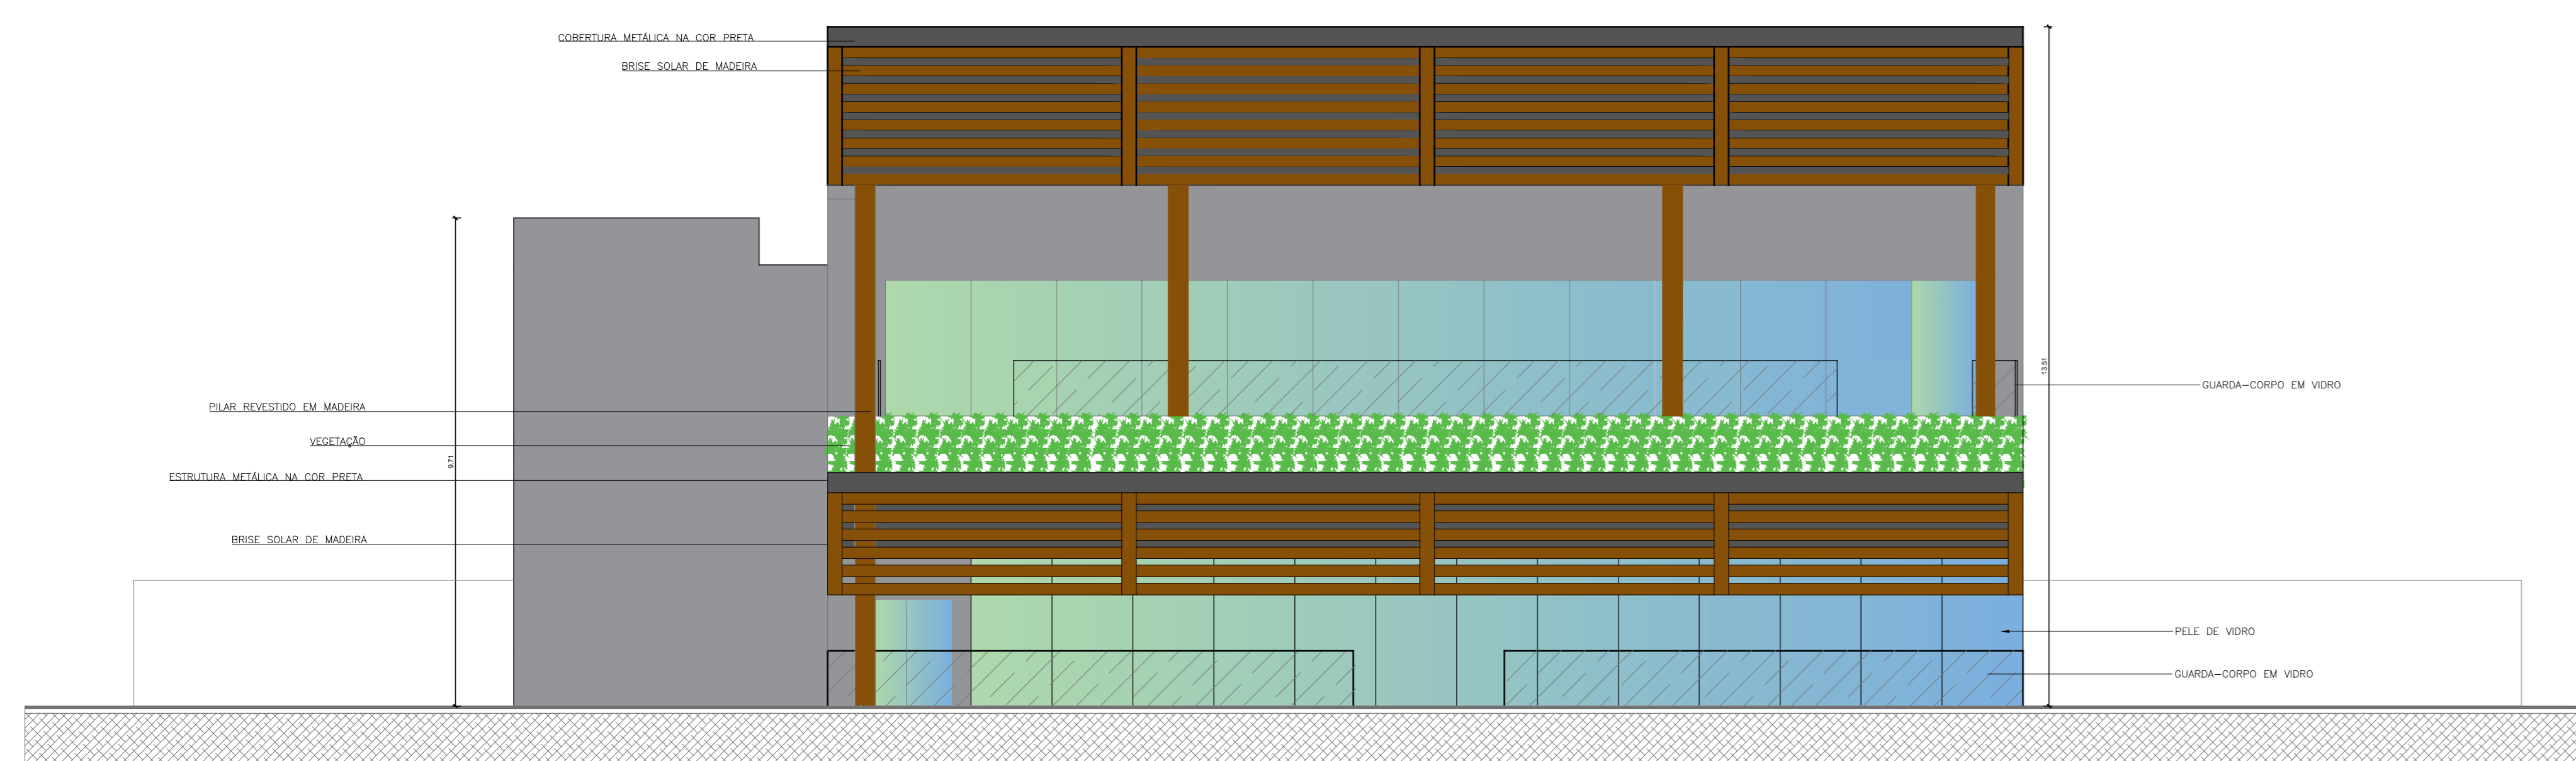 COBERTURA METÁLICA NA COR PRETA
BRISE SOLAR DE MADEIRA
13.51
GUARDA-CORPO EM VIDRO
PILAR REVESTIDO EM MADEIRA
VEGETAÇÃO
9.71
ESTRUTURA METÁLICA NA COR PRETA
BRISE SOLAR DE MADEIRA
PELE DE VIDRO
GUARDA-CORPO EM VIDRO